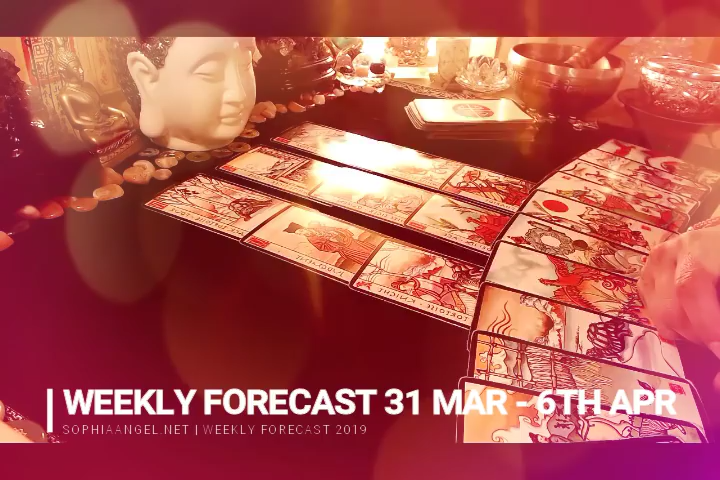 WEEKLY FORECAST 31 MAR - 6TH APR
SOPHIAANGEL.NET | WEEKLY FORECAST 2019